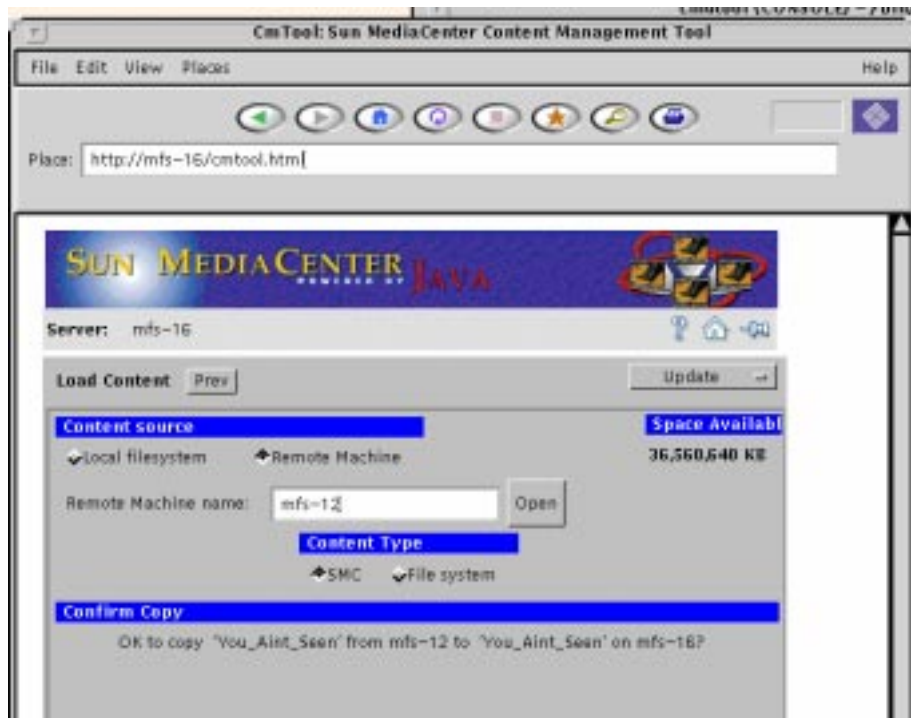 CmTool: Sun MediaCenter Content Management Tool
File Edit View Places Help
Place: http://mfs-16/cmtool.html
SUN MEDIACENTER
POWERED BY JAVA
Server: mfs-16
Load Content Prev Update
Content source Space Availabl
Local filesystem Remote Machine 36,560,640 KB
Remote Machine name: mfs-12 Open
Content Type
SMC File system
Confirm Copy
OK to copy 'You_Aint_Seen' from mfs-12 to 'You_Aint_Seen' on mfs-16?